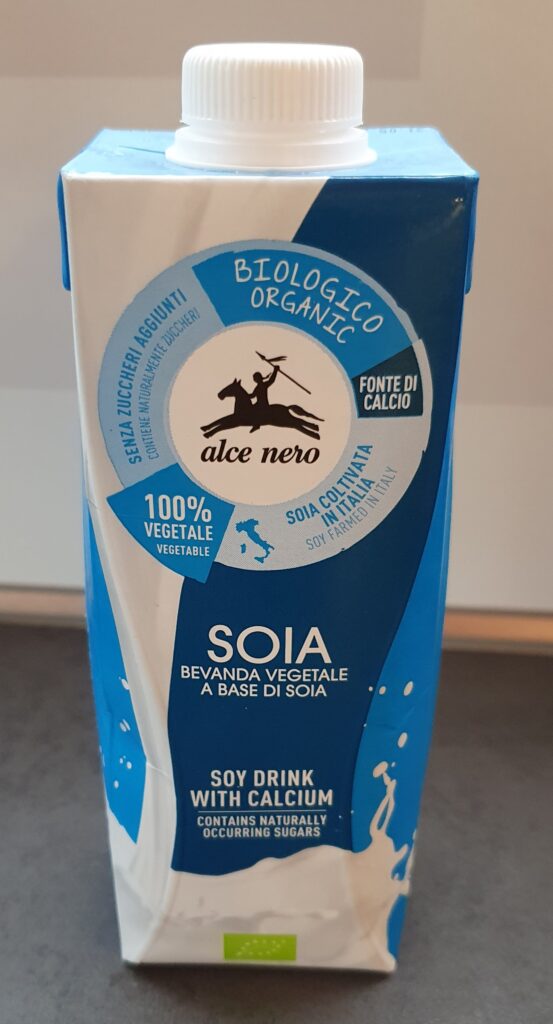 BIOLOGICO
ORGANIC
SENZA ZUCCHERI AGGIUNTI
CONTIENE NATURALMENTE ZUCCHERI
FONTE DI
CALCIO
alce nero
100%
VEGETALE
VEGETABLE
SOIA COLTIVATA
IN ITALIA
SOY FARMED IN ITALY
SOIA
BEVANDA VEGETALE
A BASE DI SOIA
SOY DRINK
WITH CALCIUM
CONTAINS NATURALLY
OCCURRING SUGARS